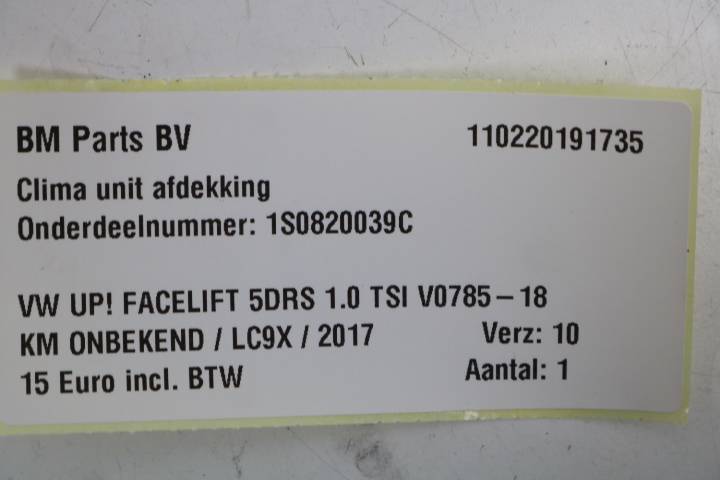 BM Parts BV 110220191735
Clima unit afdekking
Onderdeelnummer: 1S0820039C
VW UP! FACELIFT 5DRS 1.0 TSI V0785-18
KM ONBEKEND / LC9X / 2017 Verz: 10
15 Euro incl. BTW Aantal: 1